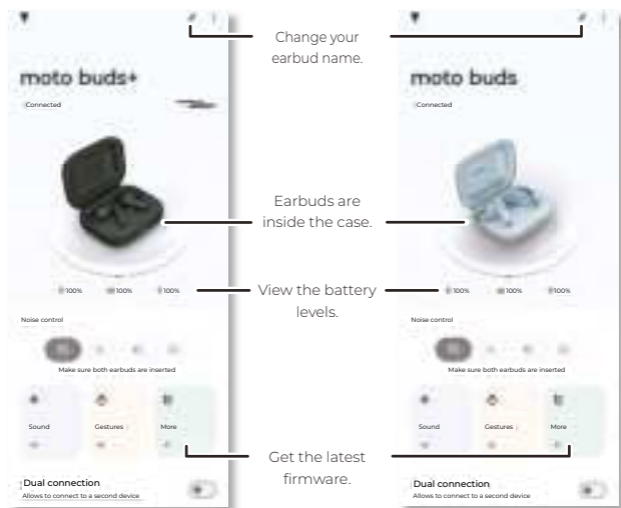 Change your
earbud name.
moto buds+
Connected
moto buds
Connected
Earbuds are
inside the case.
100% 100% 100%
View the battery
levels.
100% 100% 100%
Noise control
Make sure both earbuds are inserted
Sound Gestures More
Noise control
Make sure both earbuds are inserted
Sound Gestures More
Get the latest
firmware.
Dual connection
Allows to connect to a second device
Dual connection
Allows to connect to a second device